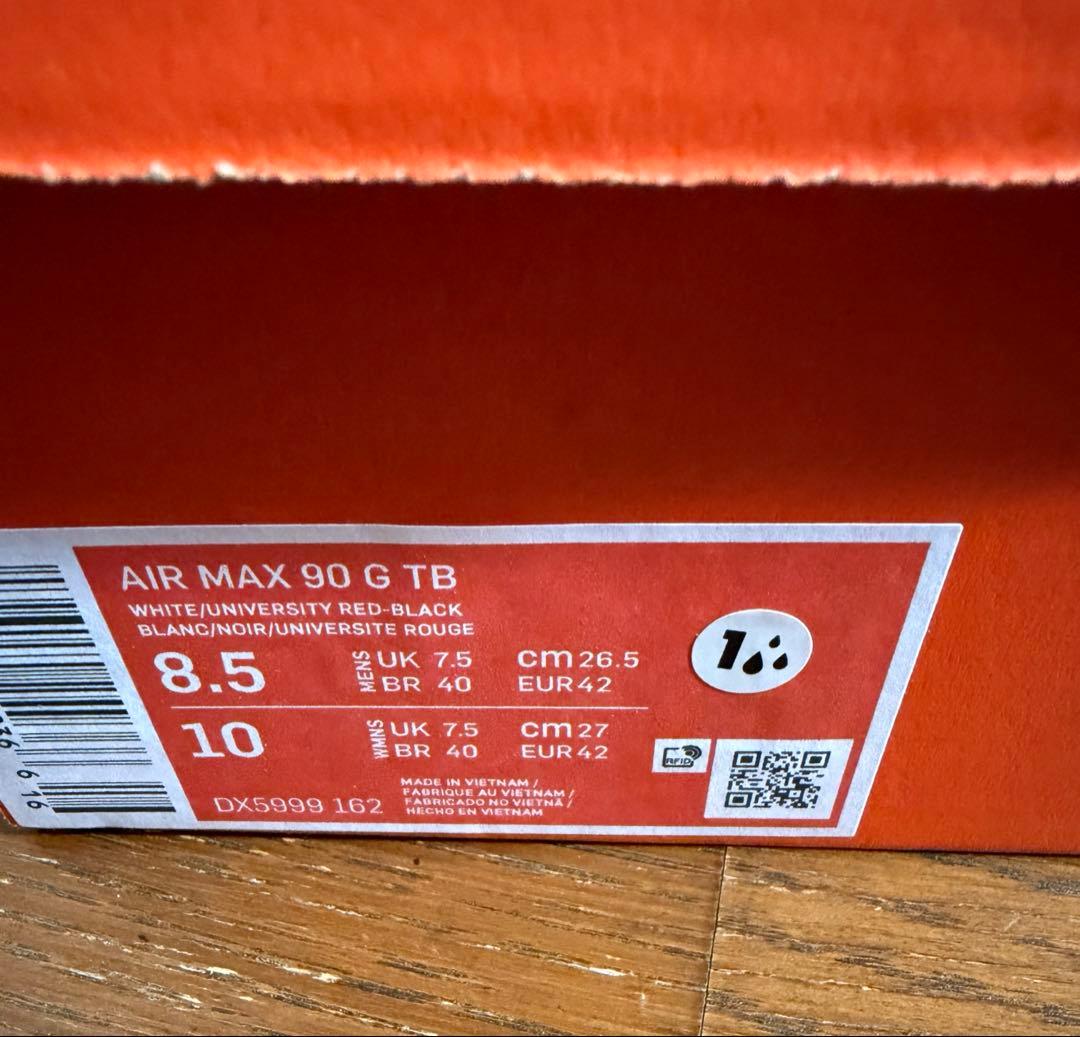 AIR MAX 90 G TB
WHITE/UNIVERSITY RED-BLACK
BLANC/NOIR/UNIVERSITE ROUGE
8.5 MENS UK 7.5 cm 26.5
BR 40 EUR 42
10 WMNS UK 7.5 cm 27
BR 40 EUR 42
MADE IN VIETNAM /
FABRIQUE AU VIETNAM /
FABRICADO NO VIETNÃ /
HECHO EN VIETNAM
DX5999 162
RFID
1